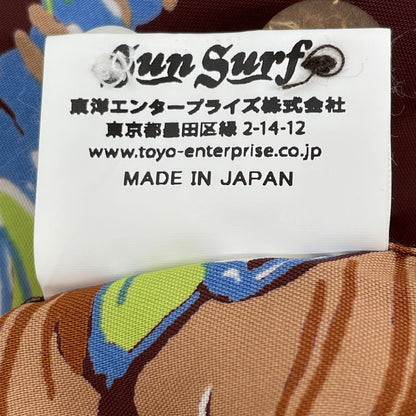 Sun Surf
東洋エンタープライズ株式会社
東京都墨田区緑 2-14-12
www.toyo-enterprise.co.jp
MADE IN JAPAN